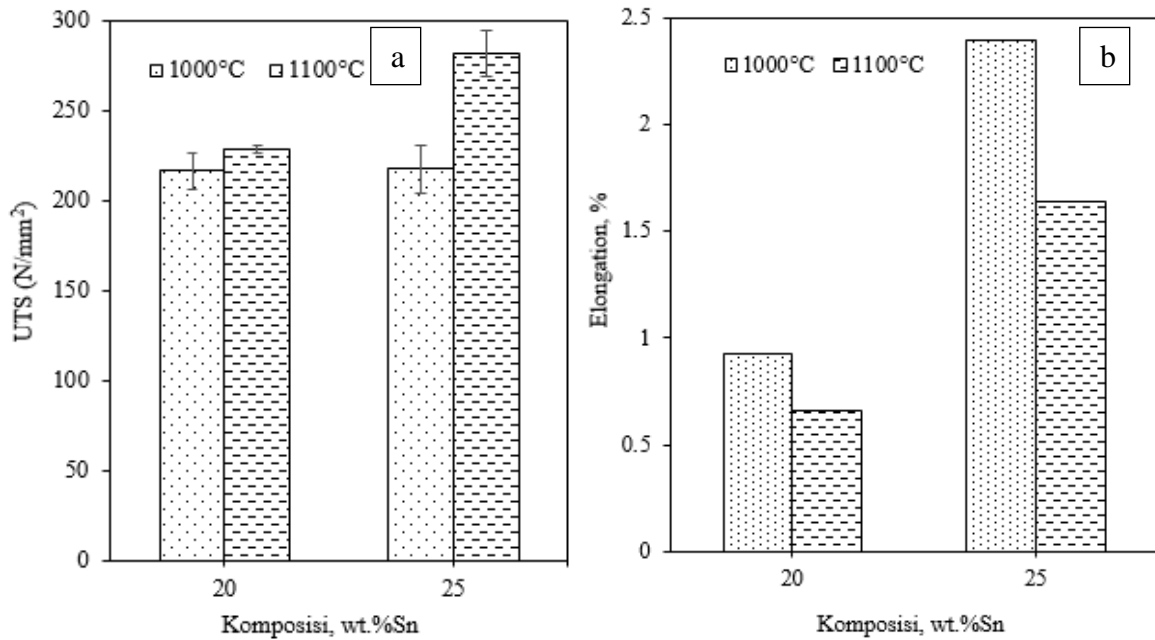 300
250
200
150
100
50
0
UTS (N/mm²)
1000°C 1100°C
a
20 25
Komposisi, wt.%Sn
2.5
2
1.5
1
0.5
0
Elongation, %
1000°C 1100°C
b
20 25
Komposisi, wt.%Sn